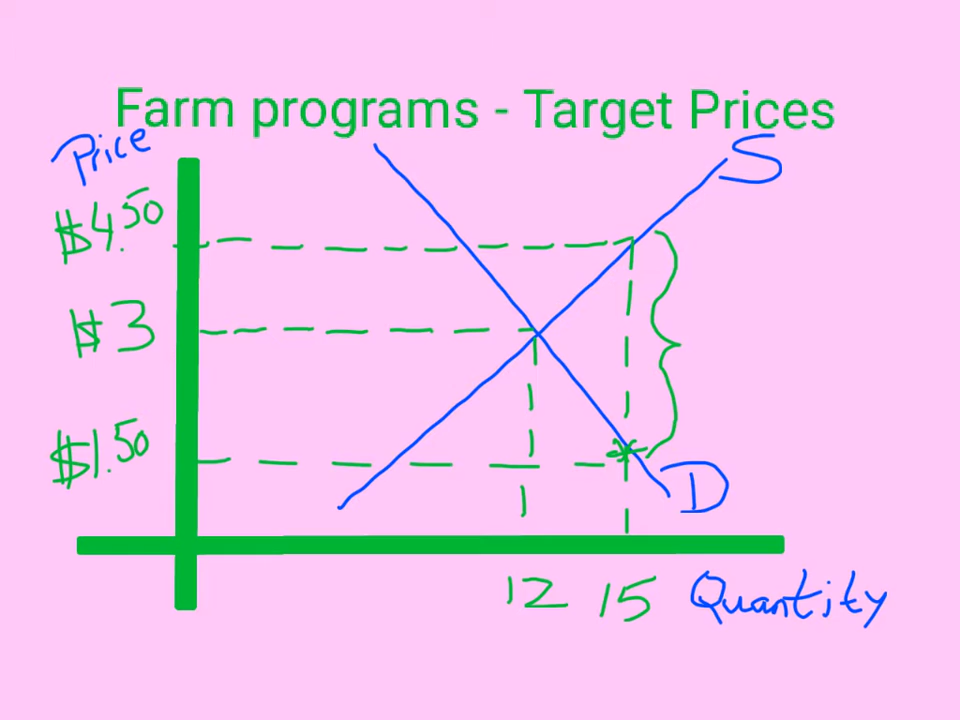 Farm programs - Target Prices
Price
S
$4.50
$3
$1.50
D
12 15 Quantity